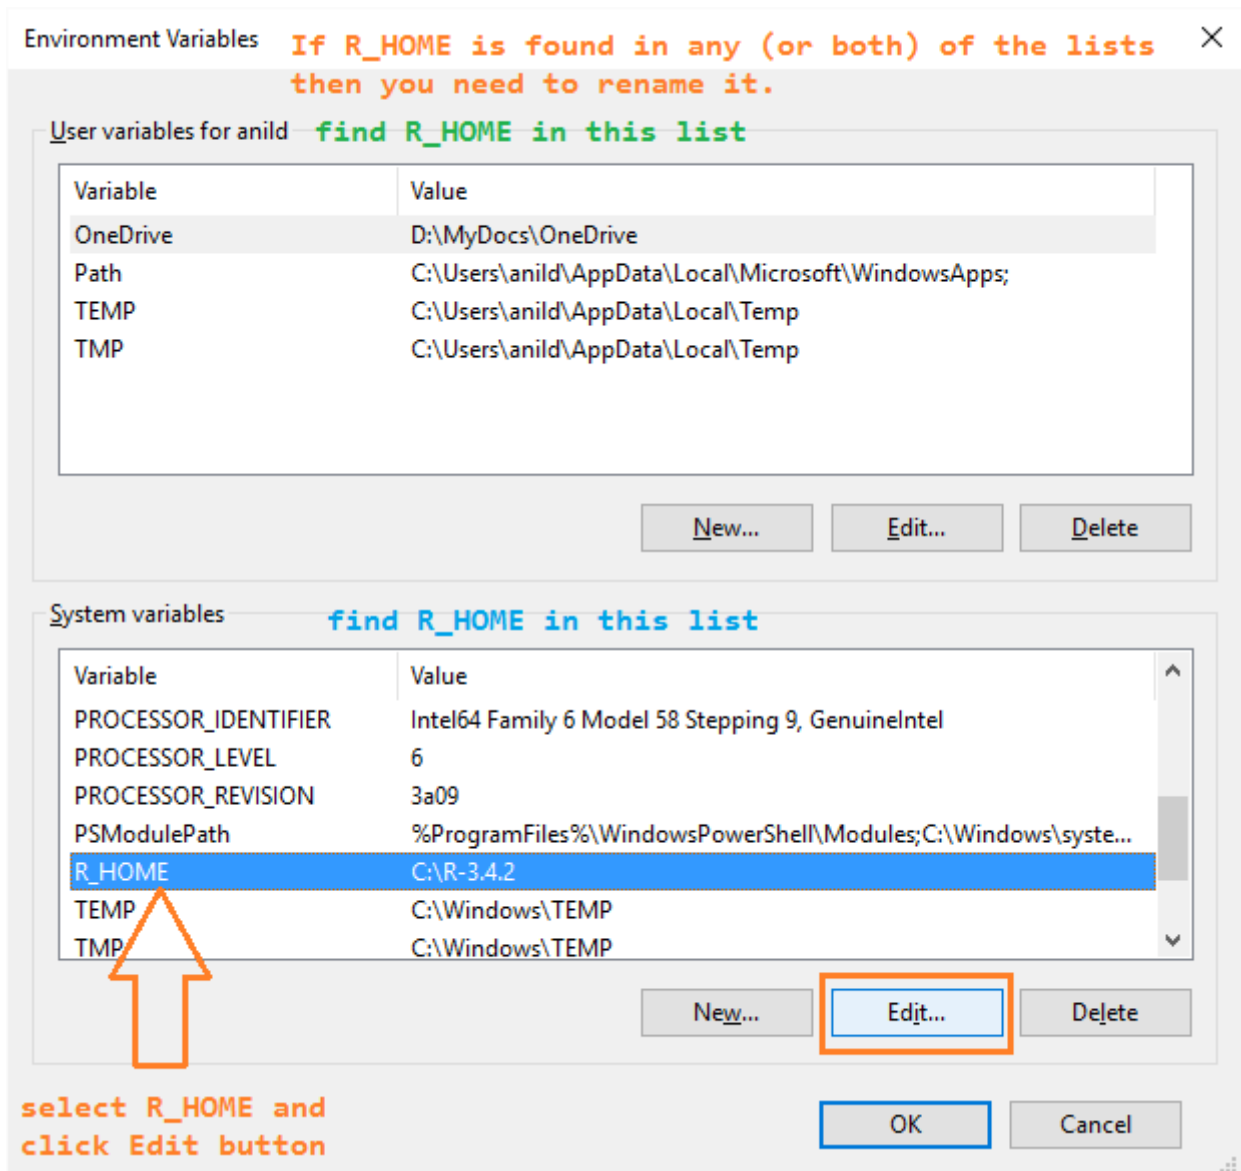 Environment Variables
If R_HOME is found in any (or both) of the lists
then you need to rename it.
User variables for anild
find R_HOME in this list
Variable Value
OneDrive D:\MyDocs\OneDrive
Path C:\Users\anild\AppData\Local\Microsoft\WindowsApps;
TEMP C:\Users\anild\AppData\Local\Temp
TMP C:\Users\anild\AppData\Local\Temp
New... Edit... Delete
System variables
find R_HOME in this list
Variable Value
PROCESSOR_IDENTIFIER Intel64 Family 6 Model 58 Stepping 9, GenuineIntel
PROCESSOR_LEVEL 6
PROCESSOR_REVISION 3a09
PSModulePath %ProgramFiles%\WindowsPowerShell\Modules;C:\Windows\syste...
R_HOME C:\R-3.4.2
TEMP C:\Windows\TEMP
TMP C:\Windows\TEMP
New... Edit... Delete
select R_HOME and
click Edit button
OK Cancel